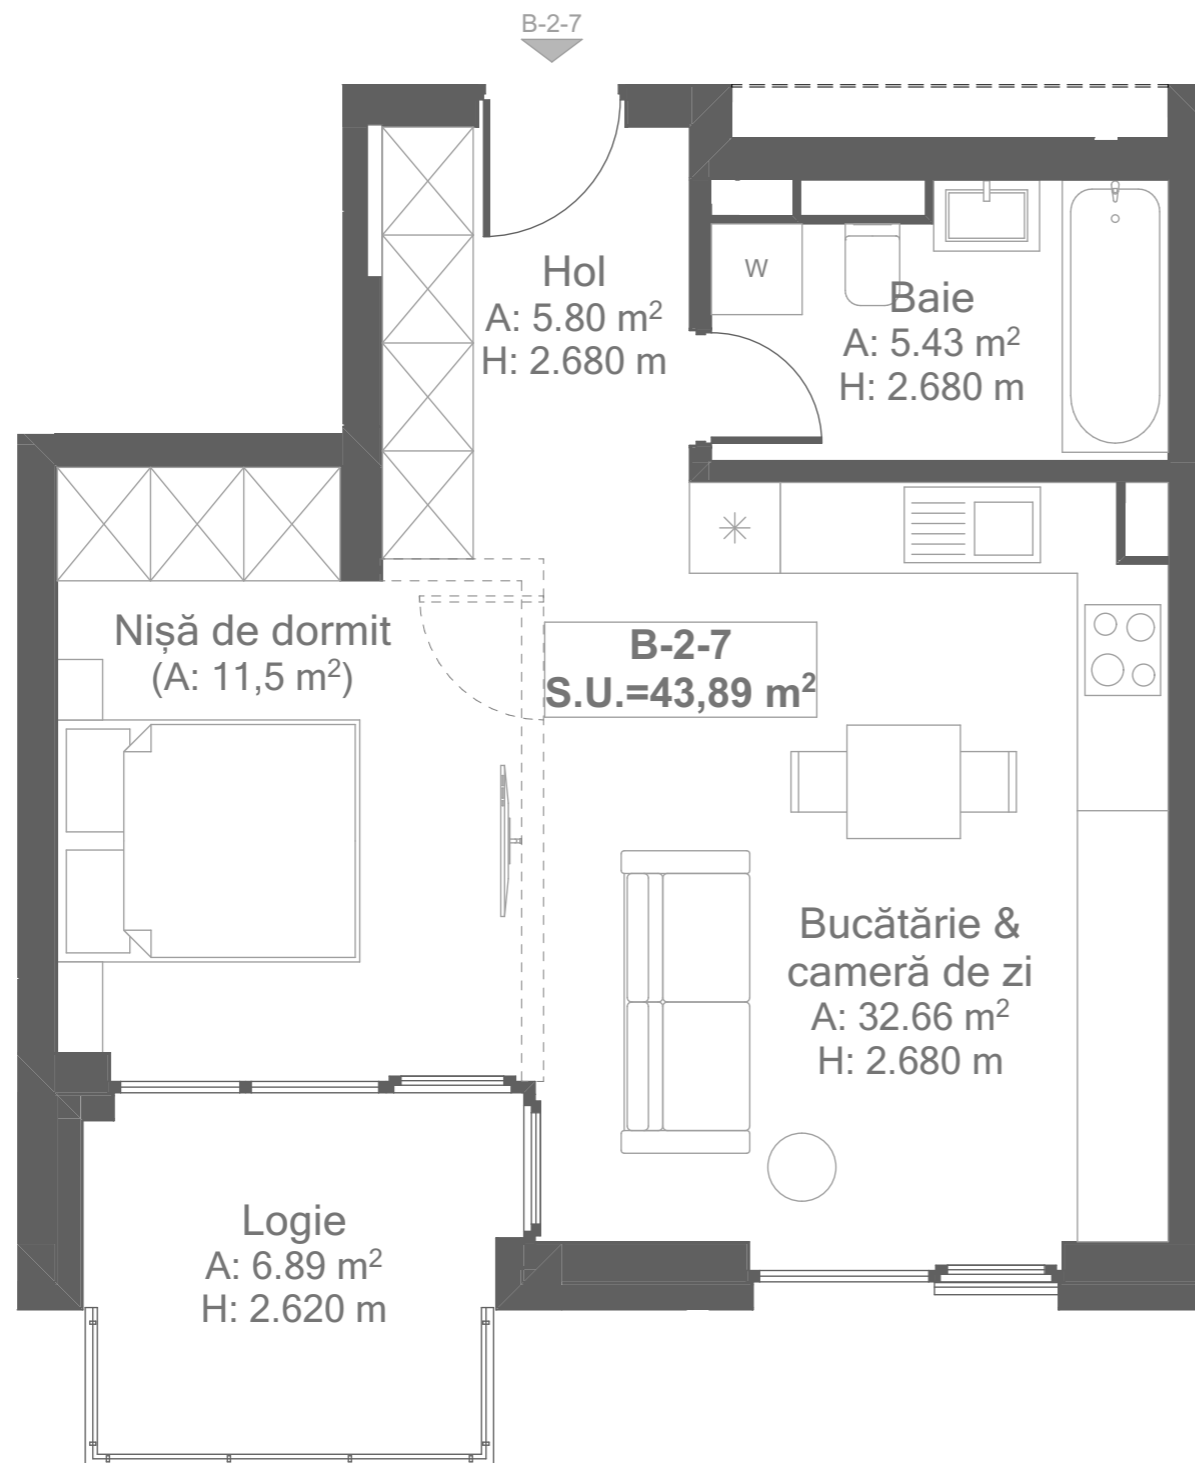 B-2-7
Hol
A: 5.80 m²
H: 2.680 m
W
Baie
A: 5.43 m²
H: 2.680 m
Nișă de dormit
(A: 11,5 m²)
B-2-7
S.U.=43,89 m²
Bucătărie &
cameră de zi
A: 32.66 m²
H: 2.680 m
Logie
A: 6.89 m²
H: 2.620 m